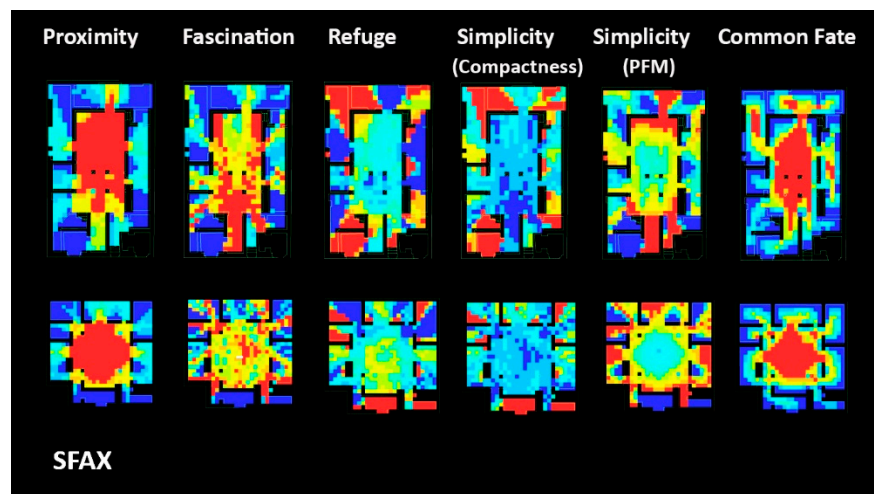 Proximity Fascination Refuge Simplicity Simplicity Common Fate
(Compactness) (PFM)
SFAX